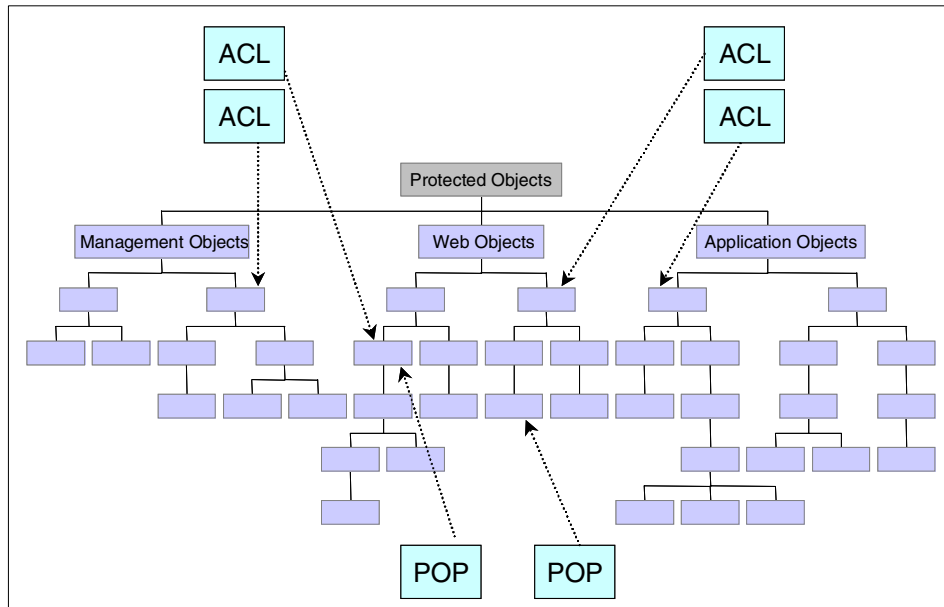 ACL
ACL
ACL
ACL
Protected Objects
Management Objects
Web Objects
Application Objects
POP
POP